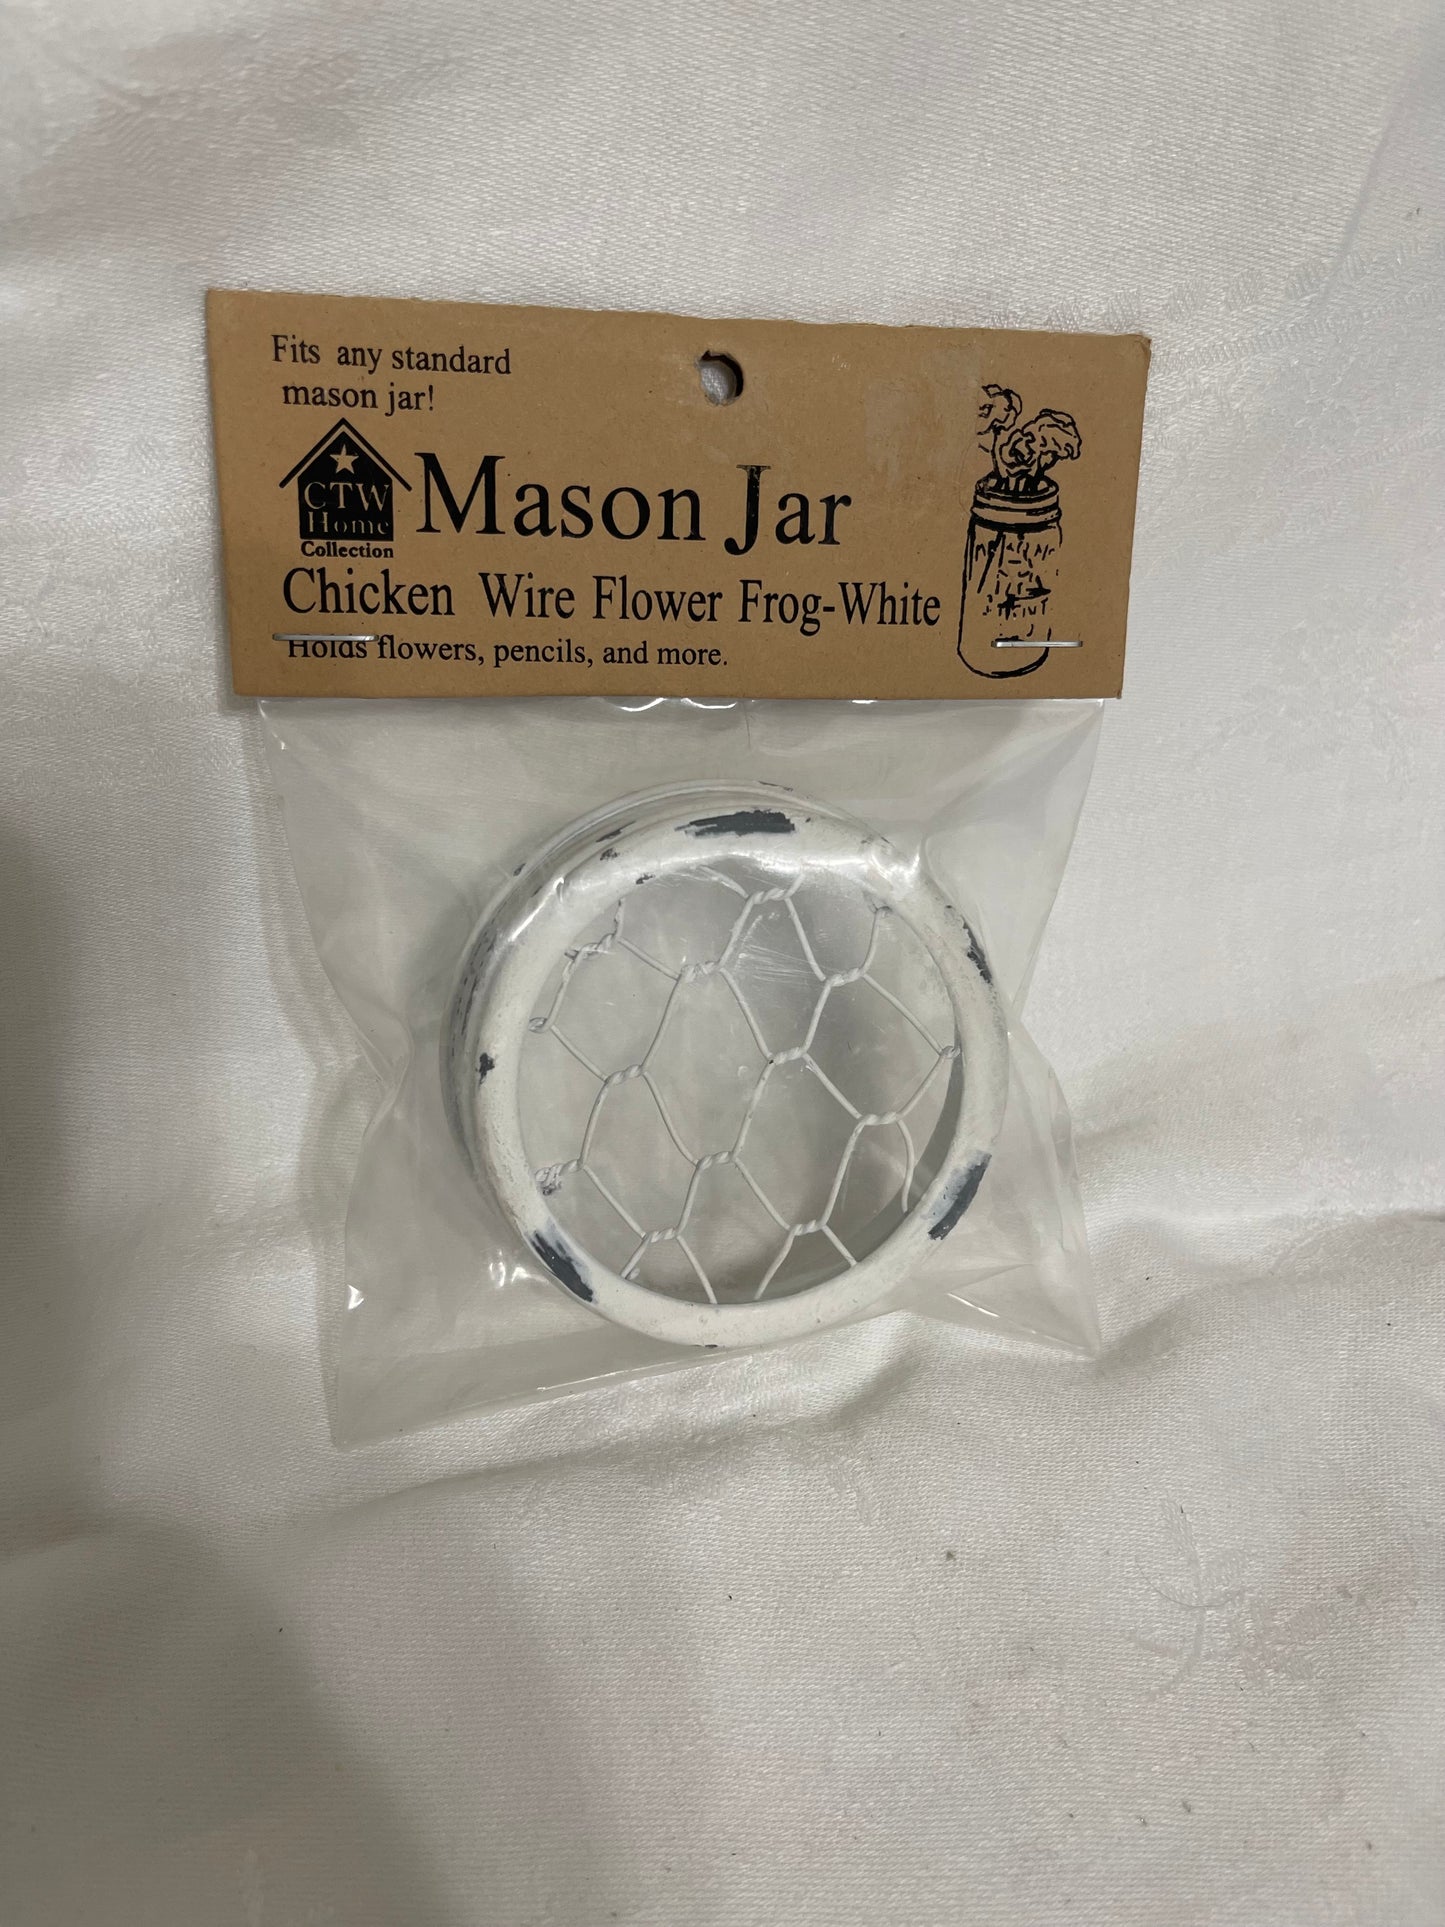 Fits any standard
mason jar!
CTW
Home
Collection
Mason Jar
Chicken Wire Flower Frog-White
Holds flowers, pencils, and more.